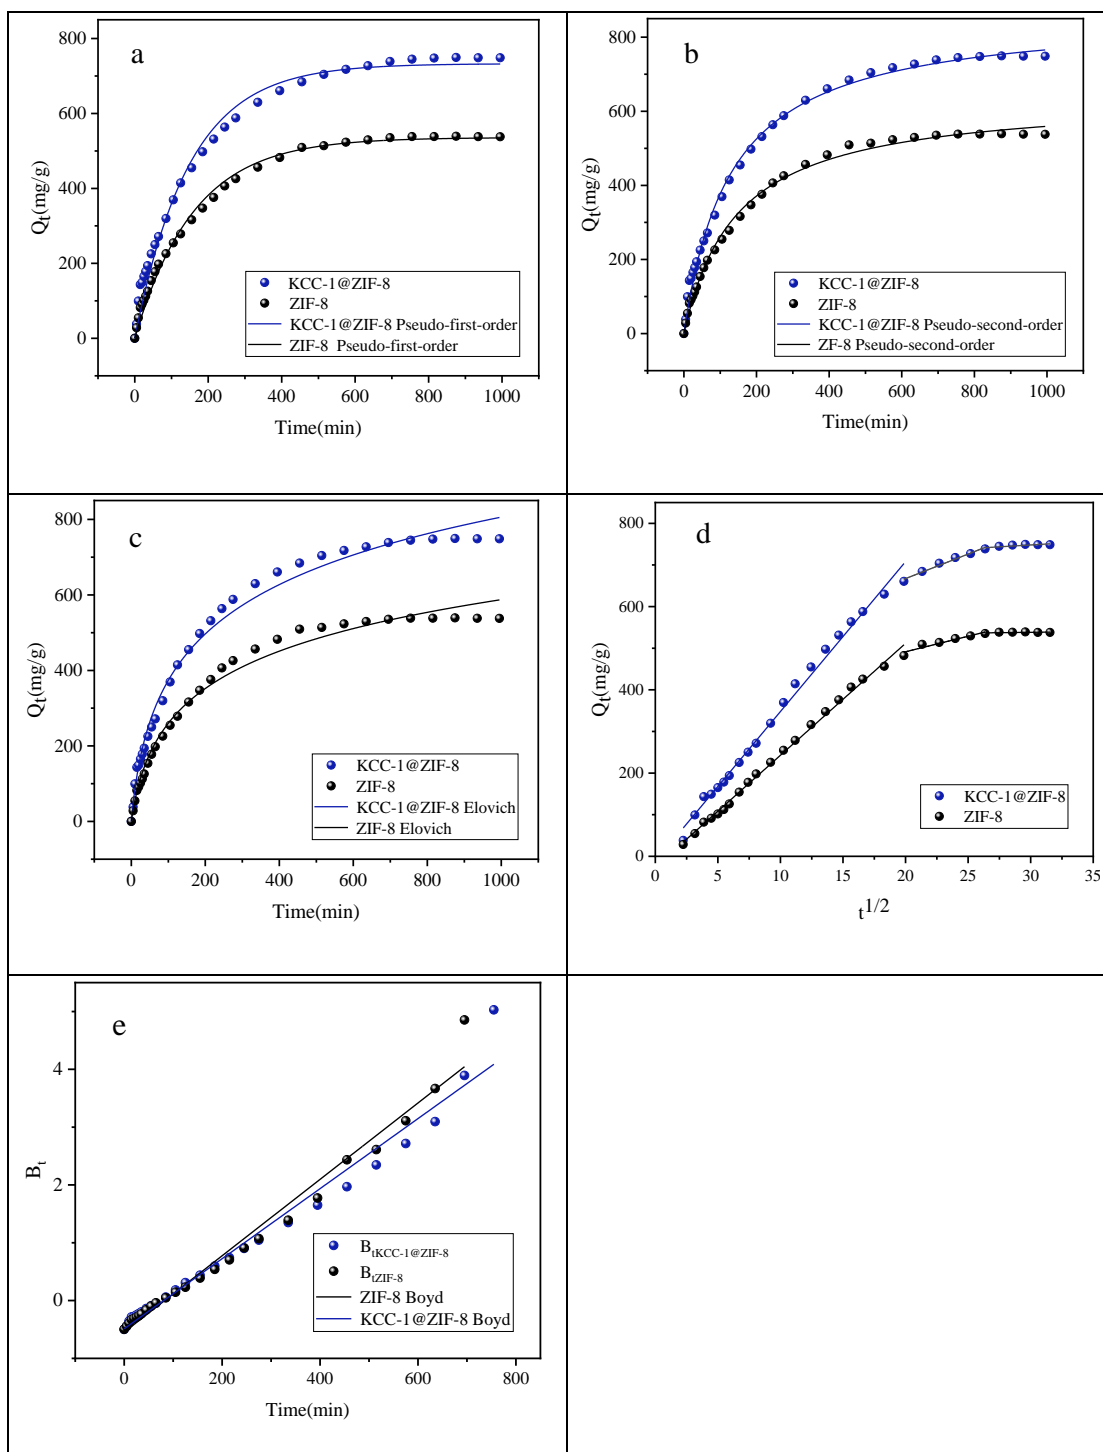 a
800
600
400
200
0
Qt(mg/g)
KCC-1@ZIF-8
ZIF-8
KCC-1@ZIF-8 Pseudo-first-order
ZIF-8 Pseudo-first-order
0 200 400 600 800 1000
Time(min)
b
800
600
400
200
0
Qt(mg/g)
KCC-1@ZIF-8
ZIF-8
KCC-1@ZIF-8 Pseudo-second-order
ZF-8 Pseudo-second-order
0 200 400 600 800 1000
Time(min)
c
800
600
400
200
0
Qt(mg/g)
KCC-1@ZIF-8
ZIF-8
KCC-1@ZIF-8 Elovich
ZIF-8 Elovich
0 200 400 600 800 1000
Time(min)
d
800
600
400
200
0
Qt(mg/g)
KCC-1@ZIF-8
ZIF-8
0 5 10 15 20 25 30 35
t1/2
e
4
2
0
Bt
BtKCC-1@ZIF-8
BtZIF-8
ZIF-8 Boyd
KCC-1@ZIF-8 Boyd
0 200 400 600 800
Time(min)